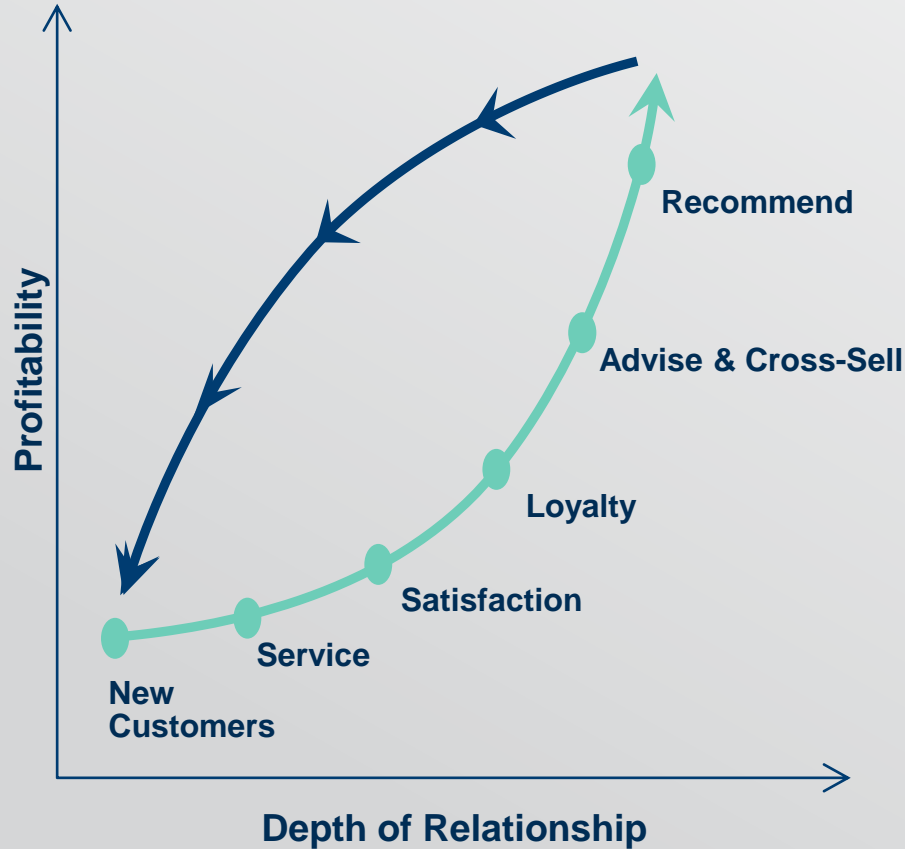 Profitability
Recommend
Advise & Cross-Sell
Loyalty
Satisfaction
Service
New
Customers
Depth of Relationship